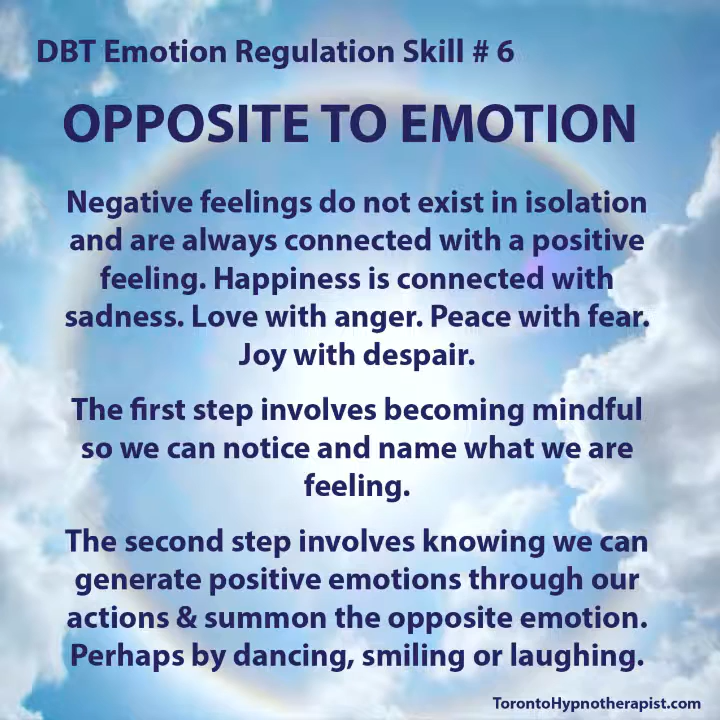 DBT Emotion Regulation Skill # 6
OPPOSITE TO EMOTION
Negative feelings do not exist in isolation
and are always connected with a positive
feeling. Happiness is connected with
sadness. Love with anger. Peace with fear.
Joy with despair.
The first step involves becoming mindful
so we can notice and name what we are
feeling.
The second step involves knowing we can
generate positive emotions through our
actions & summon the opposite emotion.
Perhaps by dancing, smiling or laughing.
TorontoHypnotherapist.com